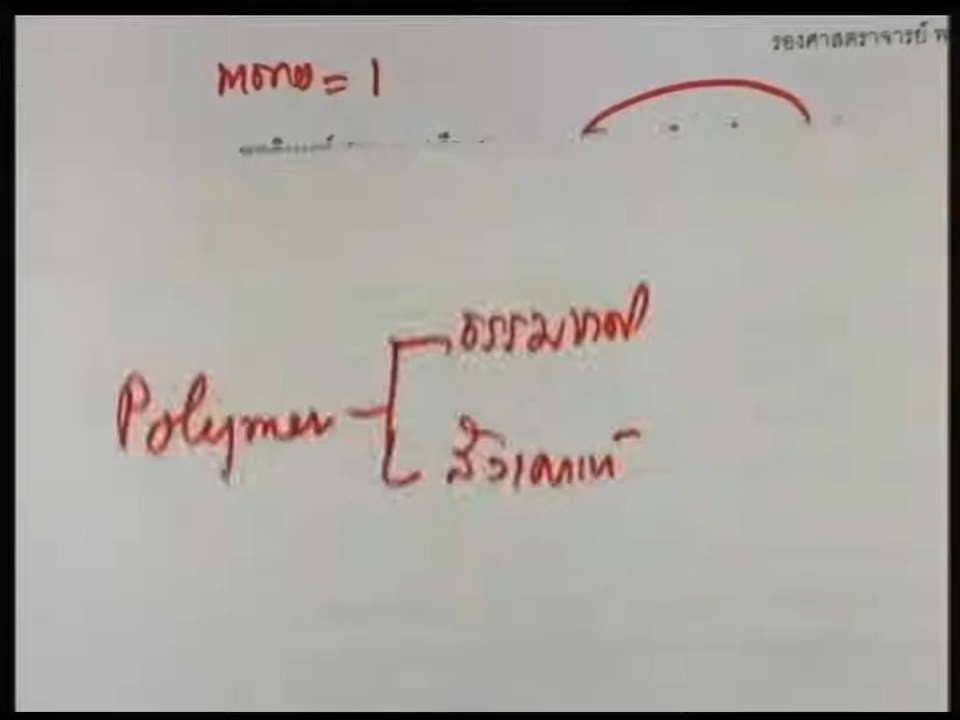 รองศาสตราจารย์
mono = 1
ธรรมชาติ
Polymer
สังเคราะห์